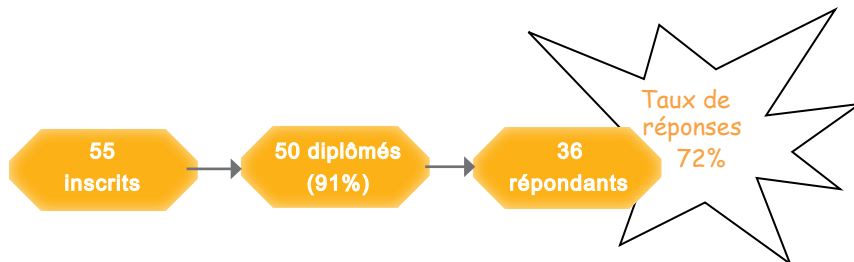 55
inscrits
50 diplômés
(91%)
36
répondants
Taux de
réponses
72%